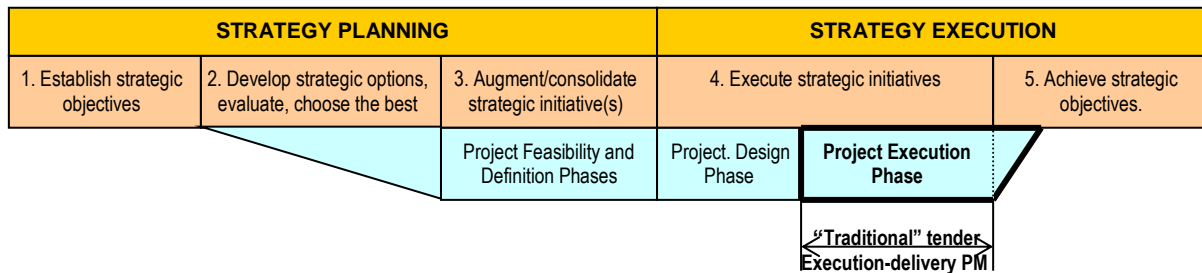 STRATEGY PLANNING
STRATEGY EXECUTION
1. Establish strategic
objectives
2. Develop strategic options,
evaluate, choose the best
3. Augment/consolidate
strategic initiative(s)
4. Execute strategic initiatives
5. Achieve strategic
objectives.
Project Feasibility and
Definition Phases
Project. Design
Phase
Project Execution
Phase
“Traditional” tender
Execution-delivery PM